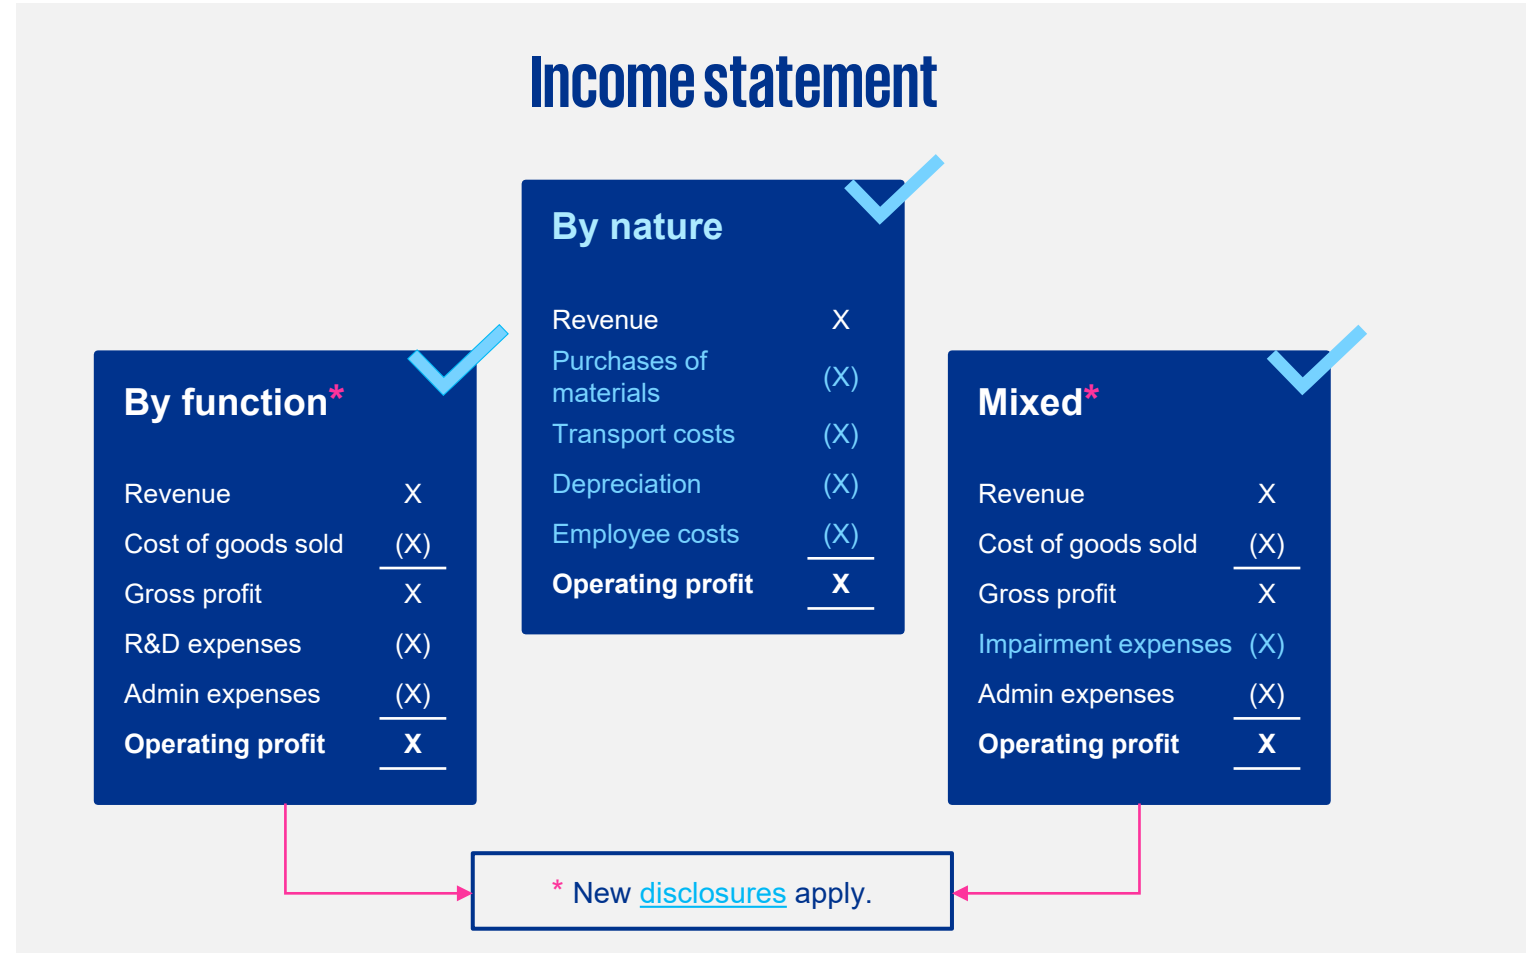 Income statement
By nature
Revenue X
Purchases of
materials (X)
Transport costs (X)
Depreciation (X)
Employee costs (X)
Operating profit X
By function*
Revenue X
Cost of goods sold (X)
Gross profit X
R&D expenses (X)
Admin expenses (X)
Operating profit X
Mixed*
Revenue X
Cost of goods sold (X)
Gross profit X
Impairment expenses (X)
Admin expenses (X)
Operating profit X
* New disclosures apply.